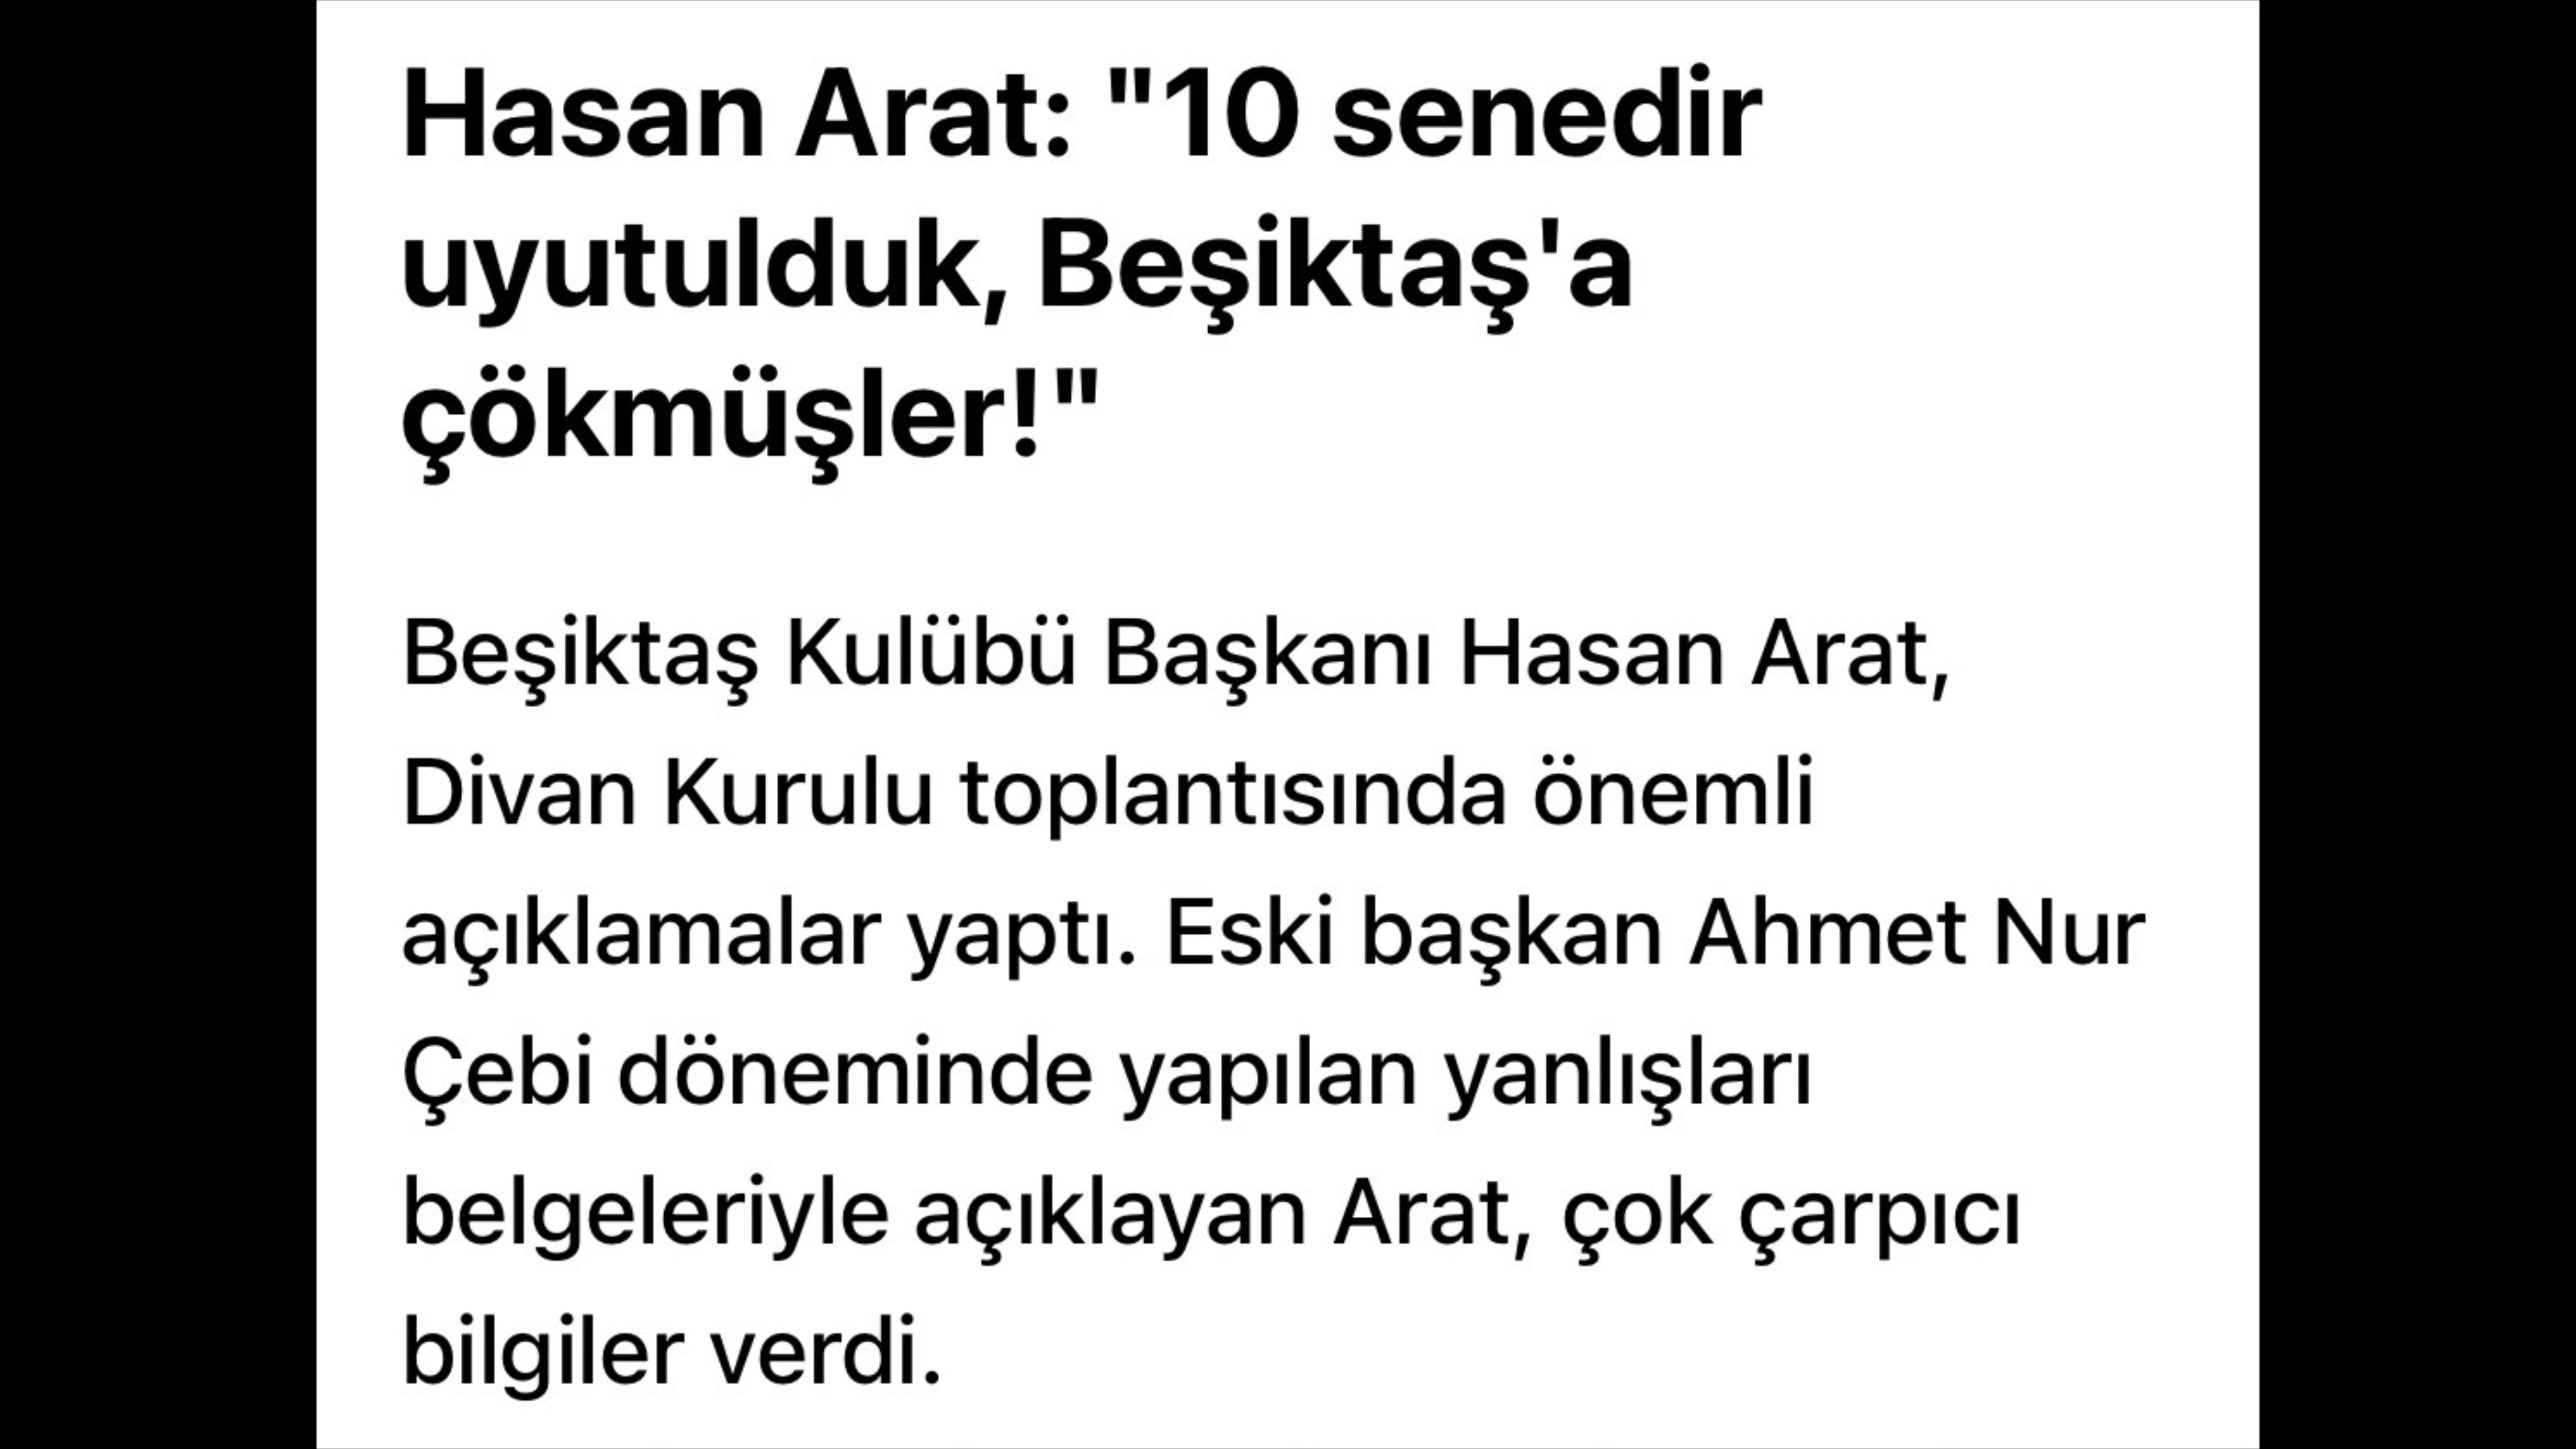 Hasan Arat: "10 senedir
uyutulduk, Beşiktaş'a
çökmüşler!"
Beşiktaş Kulübü Başkanı Hasan Arat,
Divan Kurulu toplantısında önemli
açıklamalar yaptı. Eski başkan Ahmet Nur
Çebi döneminde yapılan yanlışları
belgeleriyle açıklayan Arat, çok çarpıcı
bilgiler verdi.